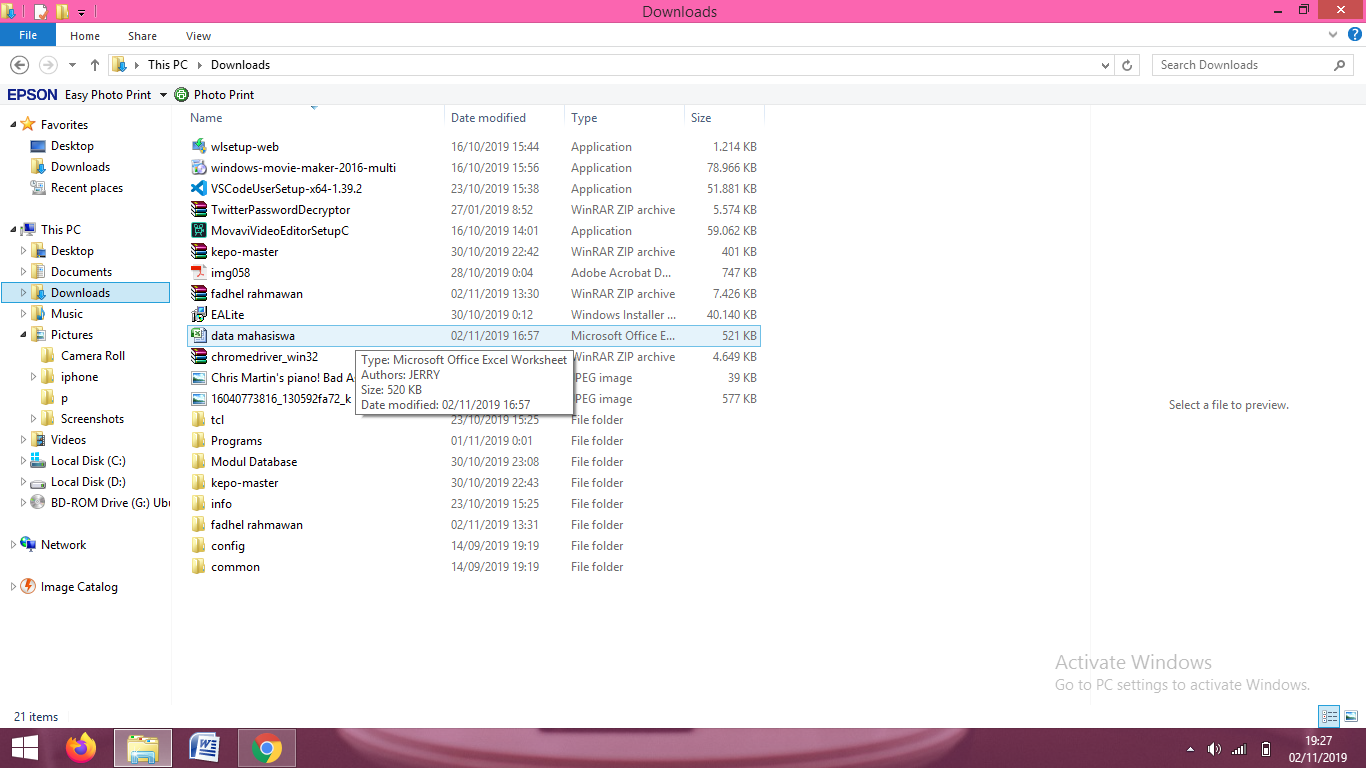 Downloads
File Home Share View
This PC Downloads Search Downloads
EPSON Easy Photo Print Photo Print
Favorites
Desktop
Downloads
Recent places
This PC
Desktop
Documents
Downloads
Music
Pictures
Camera Roll
iphone
p
Screenshots
Videos
Local Disk (C:)
Local Disk (D:)
BD-ROM Drive (G:) Ubu
Network
Image Catalog
Name Date modified Type Size
wlsetup-web 16/10/2019 15:44 Application 1.214 KB
windows-movie-maker-2016-multi 16/10/2019 15:56 Application 78.966 KB
VSCodeUserSetup-x64-1.39.2 23/10/2019 15:38 Application 51.881 KB
TwitterPasswordDecryptor 27/01/2019 8:52 WinRAR ZIP archive 5.574 KB
MovaviVideoEditorSetupC 16/10/2019 14:01 Application 59.062 KB
kepo-master 30/10/2019 22:42 WinRAR ZIP archive 401 KB
img058 28/10/2019 0:04 Adobe Acrobat D... 747 KB
fadhel rahmawan 02/11/2019 13:30 WinRAR ZIP archive 7.426 KB
EALite 30/10/2019 0:12 Windows Installer ... 40.140 KB
data mahasiswa 02/11/2019 16:57 Microsoft Office E... 521 KB
chromedriver_win32 WinRAR ZIP archive 4.649 KB
Chris Martin's piano! Bad A JPEG image 39 KB
16040773816_130592fa72_k JPEG image 577 KB
Type: Microsoft Office Excel Worksheet
Authors: JERRY
Size: 520 KB
Date modified: 02/11/2019 16:57
tcl 23/10/2019 15:25 File folder
Programs 01/11/2019 0:01 File folder
Modul Database 30/10/2019 23:08 File folder
kepo-master 30/10/2019 22:43 File folder
info 23/10/2019 15:25 File folder
fadhel rahmawan 02/11/2019 13:31 File folder
config 14/09/2019 19:19 File folder
common 14/09/2019 19:19 File folder
Select a file to preview.
Activate Windows
Go to PC settings to activate Windows.
21 items
19:27
02/11/2019